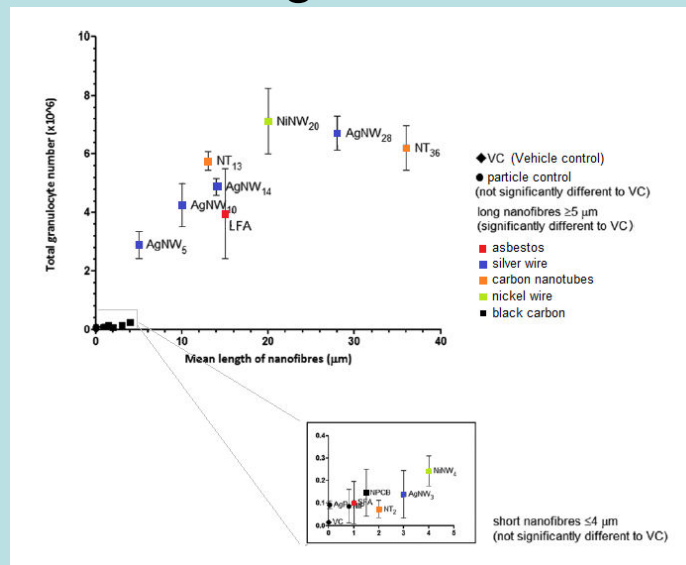 10
8
6
4
2
0
Total granulocyte number (x10^6)
NiNW20
AgNW28
NT36
NT13
AgNW14
AgNW10
LFA
AgNW5
0 10 20 30 40
Mean length of nanofibres (μm)
VC (Vehicle control)
particle control
(not significantly different to VC)
long nanofibres ≥5 μm
(significantly different to VC)
asbestos
silver wire
carbon nanotubes
nickel wire
black carbon
0.4
0.3
0.2
0.1
0.0
NiNW4
NPCB
AgNW3
SFA
NT2
VC
0 1 2 3 4 5
short nanofibres ≤4 μm
(not significantly different to VC)